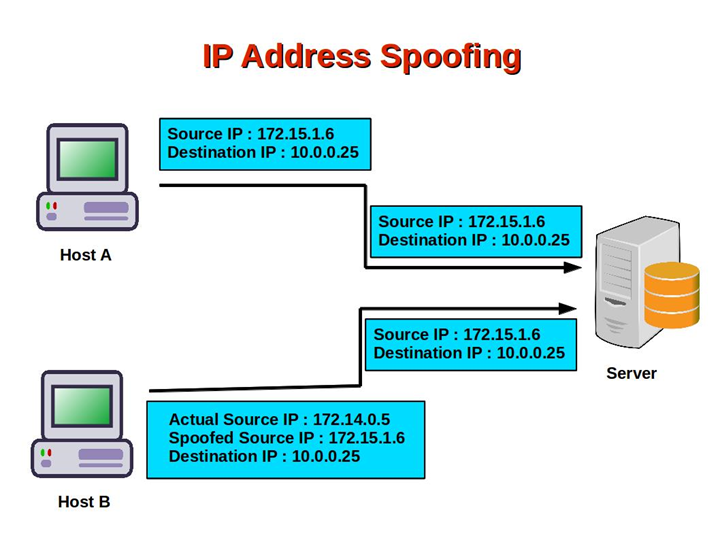 IP Address Spoofing
Source IP : 172.15.1.6
Destination IP : 10.0.0.25
Host A
Source IP : 172.15.1.6
Destination IP : 10.0.0.25
Source IP : 172.15.1.6
Destination IP : 10.0.0.25
Server
Actual Source IP : 172.14.0.5
Spoofed Source IP : 172.15.1.6
Destination IP : 10.0.0.25
Host B